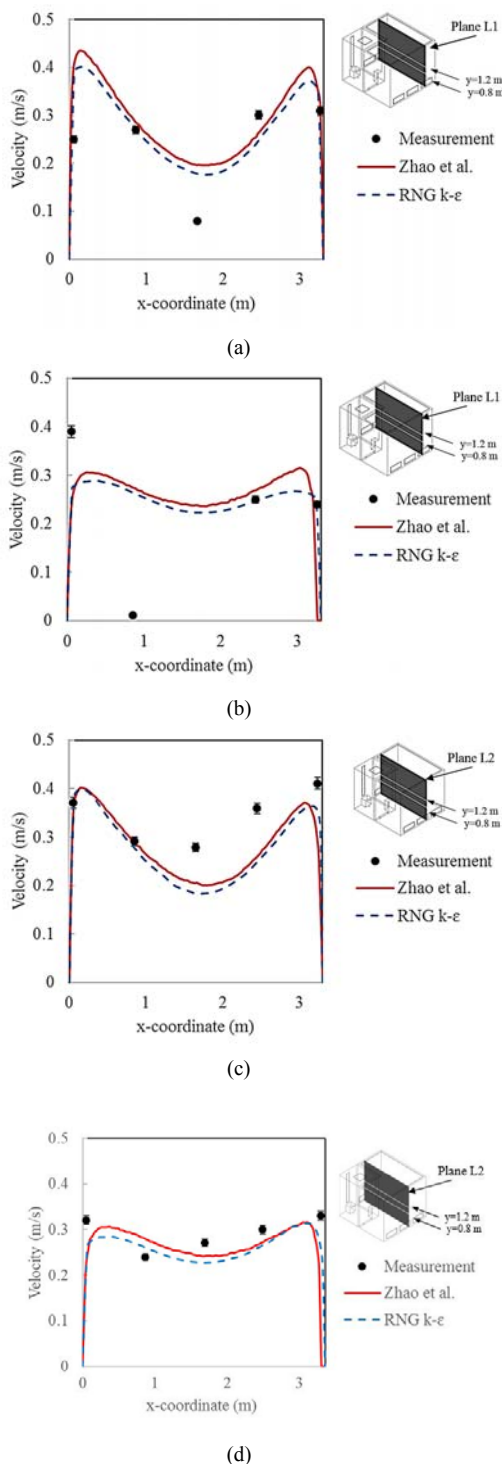 0.5
0.4
0.3
0.2
0.1
0
Velocity (m/s)
0 1 2 3
x-coordinate (m)
Plane L1
y=1.2 m
y=0.8 m
Measurement
Zhao et al.
RNG k-ε
(a)
0.5
0.4
0.3
0.2
0.1
0
Velocity (m/s)
0 1 2 3
x-coordinate (m)
Plane L1
y=1.2 m
y=0.8 m
Measurement
Zhao et al.
RNG k-ε
(b)
0.5
0.4
0.3
0.2
0.1
0
Velocity (m/s)
0 1 2 3
x-coordinate (m)
Plane L2
y=1.2 m
y=0.8 m
Measurement
Zhao et al.
RNG k-ε
(c)
0.5
0.4
0.3
0.2
0.1
0
Velocity (m/s)
0 1 2 3
x-coordinate (m)
Plane L2
y=1.2 m
y=0.8 m
Measurement
Zhao et al.
RNG k-ε
(d)